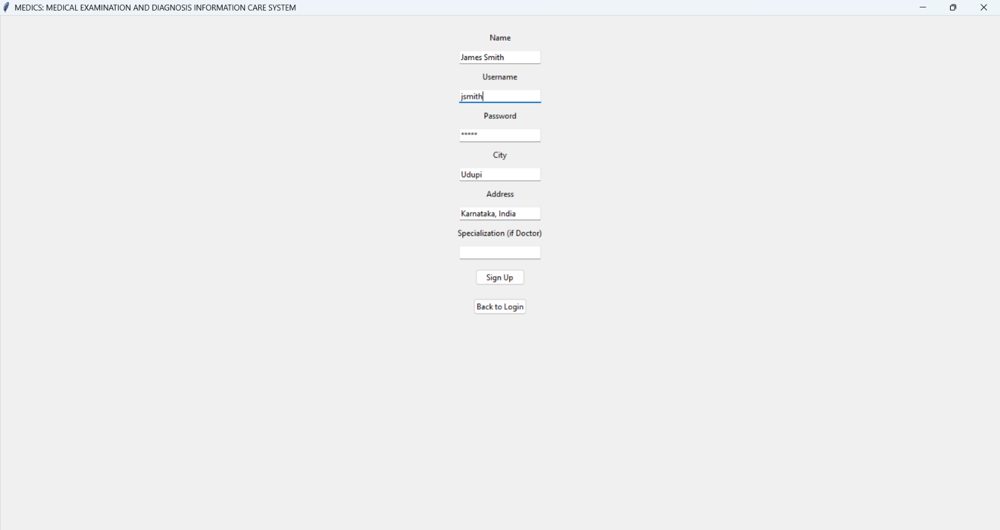 MEDICS: MEDICAL EXAMINATION AND DIAGNOSIS INFORMATION CARE SYSTEM
Name
James Smith
Username
jsmith
Password
*****
City
Udupi
Address
Karnataka, India
Specialization (if Doctor)
Sign Up
Back to Login